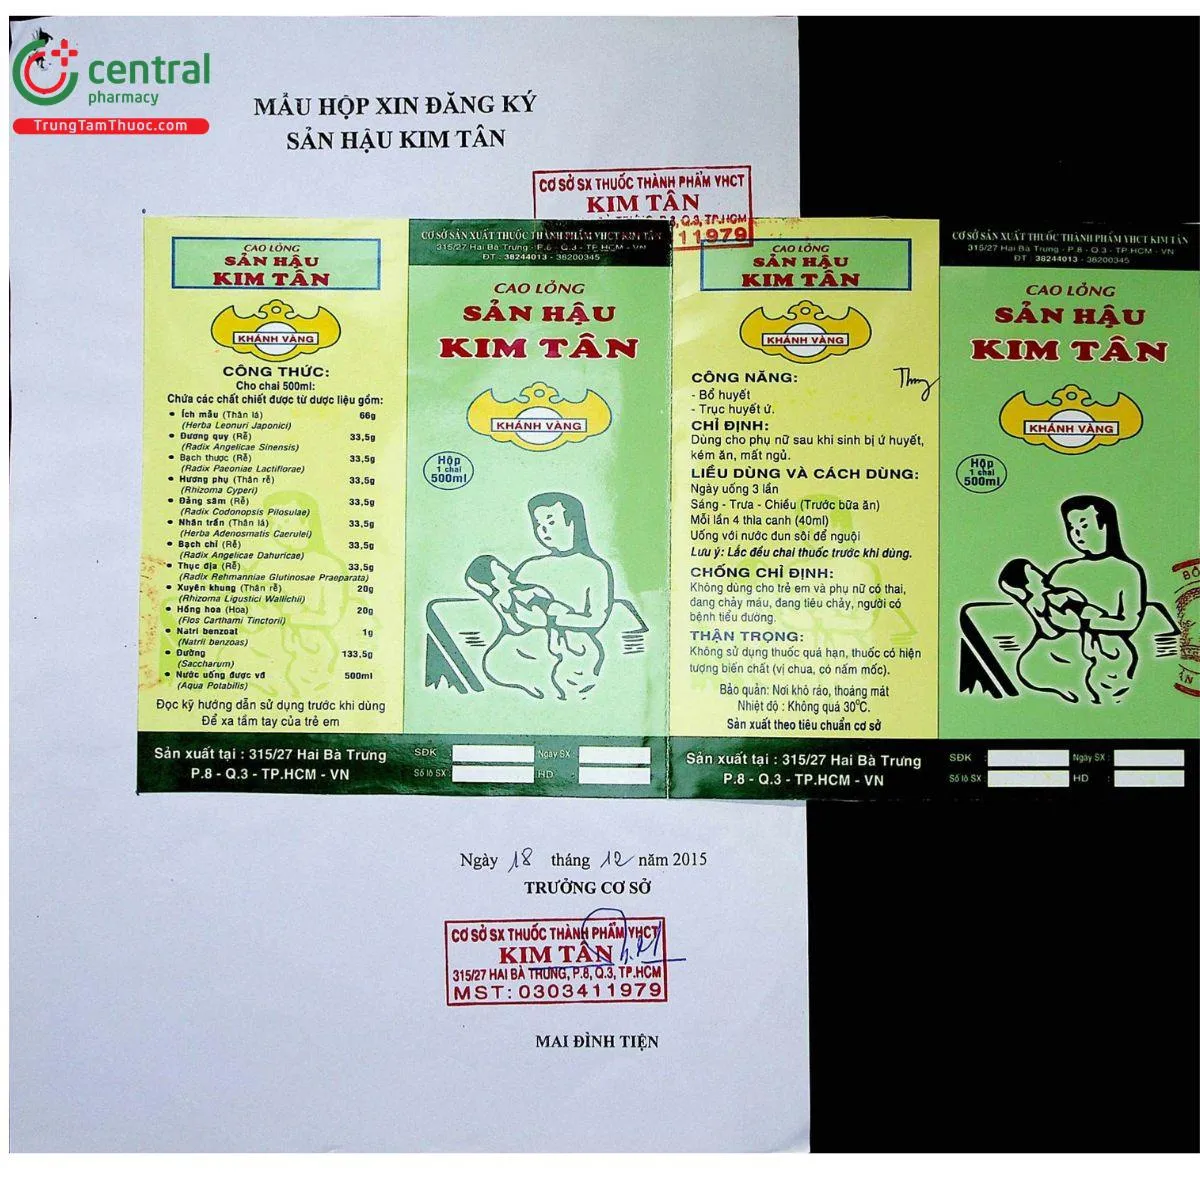 central
pharmacy
TrungTamThuoc.com
MẪU HỘP XIN ĐĂNG KÝ
SẢN HẬU KIM TÂN
CƠ SỞ SX THUỐC THÀNH PHẨM YHCT
KIM TÂN
CAO LỎNG
SẢN HẬU
KIM TÂN
KHÁNH VÀNG
CÔNG THỨC:
Cho chai 500ml:
Chứa các chất chiết được từ dược liệu gồm:
• Ích mẫu (Thân lá) 66g
(Herba Leonuri Japonici)
• Đương quy (Rễ) 33,5g
(Radix Angelicae Sinensis)
• Bạch thược (Rễ) 33,5g
(Radix Paeoniae Lactiflorae)
• Hương phụ (Thân rễ) 33,5g
(Rhizoma Cyperi)
• Đảng sâm (Rễ) 33,5g
(Radix Codonopsis Pilosulae)
• Nhân trần (Thân lá) 33,5g
(Herba Adenosmatis Caerulei)
• Bạch chỉ (Rễ) 33,5g
(Radix Angelicae Dahuricae)
• Thục địa (Rễ) 33,5g
(Radix Rehmanniae Glutinosae Praeparata)
• Xuyên khung (Thân rễ) 20g
(Rhizoma Ligustici Wallichii)
• Hồng hoa (Hoa) 20g
(Flos Carthami Tinctorii)
• Natri benzoat 1g
(Natrii benzoas)
• Đường 133,5g
(Saccharum)
• Nước uống được vđ 500ml
(Aqua Potabilis)
Đọc kỹ hướng dẫn sử dụng trước khi dùng
Để xa tầm tay của trẻ em
Sản xuất tại : 315/27 Hai Bà Trưng
P.8 - Q.3 - TP.HCM - VN
CƠ SỞ SẢN XUẤT THUỐC THÀNH PHẨM YHCT KIM TÂN
315/27 Hai Bà Trưng - P.8 - Q.3 - TP HCM - VN
ĐT : 38244013 - 38200345
CAO LỎNG
SẢN HẬU
KIM TÂN
KHÁNH VÀNG
Hộp
1 chai
500ml
SĐK
Ngày SX :
Số lô SX :
HD :
CAO LỎNG
SẢN HẬU
KIM TÂN
KHÁNH VÀNG
CÔNG NĂNG:
- Bổ huyết
- Trục huyết ứ.
CHỈ ĐỊNH:
Dùng cho phụ nữ sau khi sinh bị ứ huyết,
kém ăn, mất ngủ.
LIỀU DÙNG VÀ CÁCH DÙNG:
Ngày uống 3 lần
Sáng - Trưa - Chiều (Trước bữa ăn)
Mỗi lần 4 thìa canh (40ml)
Uống với nước đun sôi để nguội
Lưu ý: Lắc đều chai thuốc trước khi dùng.
CHỐNG CHỈ ĐỊNH:
Không dùng cho trẻ em và phụ nữ có thai,
đang chảy máu, đang tiêu chảy, người có
bệnh tiểu đường.
THẬN TRỌNG:
Không sử dụng thuốc quá hạn, thuốc có hiện
tượng biến chất (vị chua, có nấm mốc).
Bảo quản: Nơi khô ráo, thoáng mát
Nhiệt độ : Không quá 30°C.
Sản xuất theo tiêu chuẩn cơ sở
Sản xuất tại : 315/27 Hai Bà Trưng
P.8 - Q.3 - TP.HCM - VN
CƠ SỞ SẢN XUẤT THUỐC THÀNH PHẨM YHCT KIM TÂN
315/27 Hai Bà Trưng - P.8 - Q.3 - TP.HCM - VN
ĐT : 38244013 - 38200345
CAO LỎNG
SẢN HẬU
KIM TÂN
KHÁNH VÀNG
Hộp
1 chai
500ml
SĐK :
Ngày SX :
Số lô SX :
HD :
Ngày 18 tháng 12 năm 2015
TRƯỞNG CƠ SỞ
CƠ SỞ SX THUỐC THÀNH PHẨM YHCT
KIM TÂN
315/27 HAI BÀ TRƯNG, P.8, Q.3, TP.HCM
MST: 0303411979
MAI ĐÌNH TIỆN